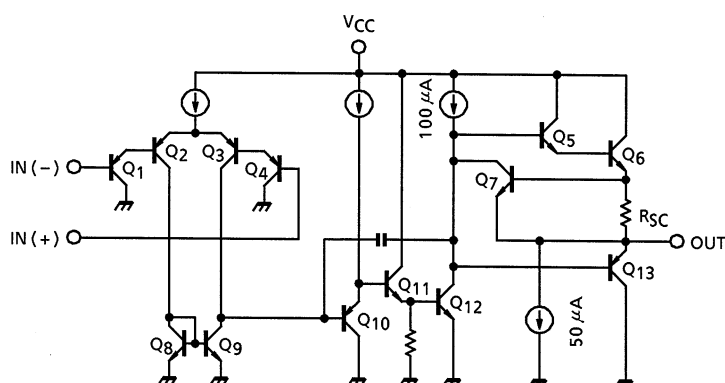 VCC
100 μA
Q5
Q6
Q2
Q3
Q4
IN (−)
Q1
Q7
RSC
IN (+)
OUT
Q11
Q13
Q12
Q10
50 μA
Q8
Q9